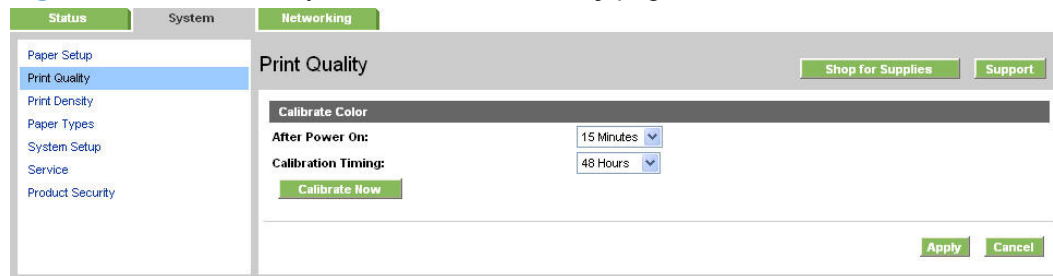 Status System Networking
Paper Setup
Print Quality
Print Density
Paper Types
System Setup
Service
Product Security
Print Quality
Shop for Supplies Support
Calibrate Color
After Power On: 15 Minutes
Calibration Timing: 48 Hours
Calibrate Now
Apply Cancel